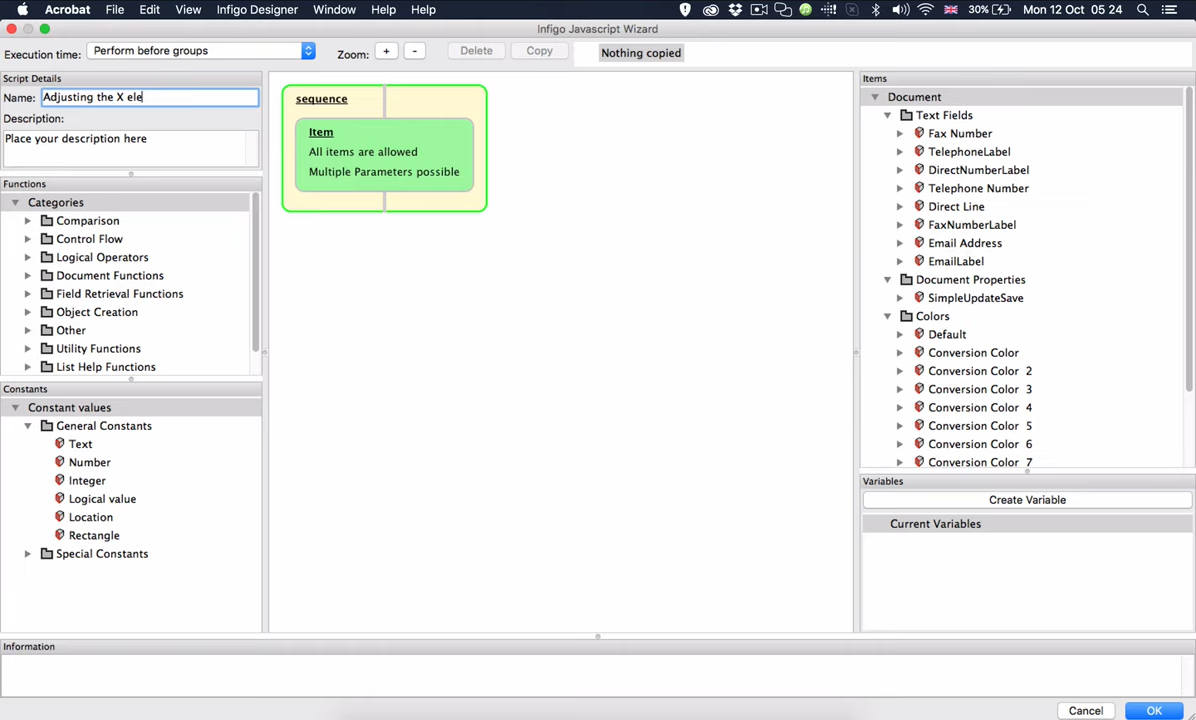 Acrobat File Edit View Infigo Designer Window Help Help 30% Mon 12 Oct 05 24
Infigo Javascript Wizard
Execution time: Perform before groups Zoom: + - Delete Copy Nothing copied
Script Details
Name: Adjusting the X ele
Description:
Place your description here
Functions
Categories
Comparison
Control Flow
Logical Operators
Document Functions
Field Retrieval Functions
Object Creation
Other
Utility Functions
List Help Functions
Constants
Constant values
General Constants
Text
Number
Integer
Logical value
Location
Rectangle
Special Constants
sequence
Item
All items are allowed
Multiple Parameters possible
Items
Document
Text Fields
Fax Number
TelephoneLabel
DirectNumberLabel
Telephone Number
Direct Line
FaxNumberLabel
Email Address
EmailLabel
Document Properties
SimpleUpdateSave
Colors
Default
Conversion Color
Conversion Color 2
Conversion Color 3
Conversion Color 4
Conversion Color 5
Conversion Color 6
Conversion Color 7
Variables
Create Variable
Current Variables
Information
Cancel OK